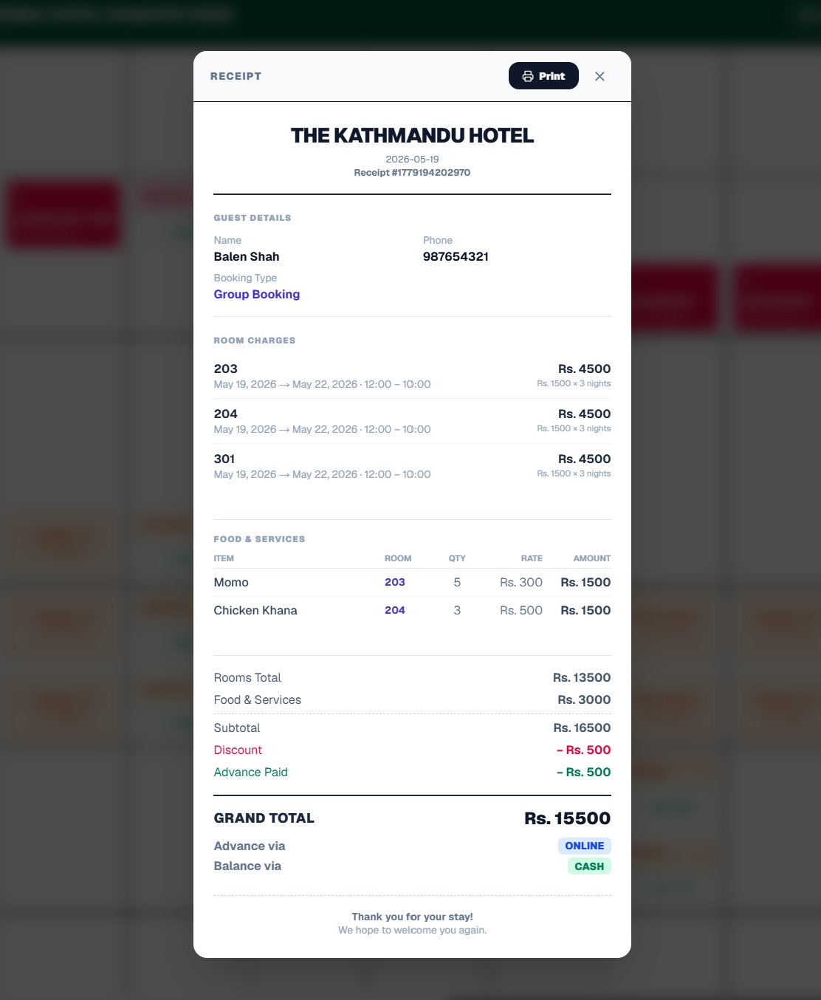 RECEIPT
Print
THE KATHMANDU HOTEL
2026-05-19
Receipt #1779194202970
GUEST DETAILS
Name Phone
Balen Shah 987654321
Booking Type
Group Booking
ROOM CHARGES
203 Rs. 4500
May 19, 2026 → May 22, 2026 · 12:00 – 10:00 Rs. 1500 × 3 nights
204 Rs. 4500
May 19, 2026 → May 22, 2026 · 12:00 – 10:00 Rs. 1500 × 3 nights
301 Rs. 4500
May 19, 2026 → May 22, 2026 · 12:00 – 10:00 Rs. 1500 × 3 nights
FOOD & SERVICES
ITEM ROOM QTY RATE AMOUNT
Momo 203 5 Rs. 300 Rs. 1500
Chicken Khana 204 3 Rs. 500 Rs. 1500
Rooms Total Rs. 13500
Food & Services Rs. 3000
Subtotal Rs. 16500
Discount – Rs. 500
Advance Paid – Rs. 500
GRAND TOTAL Rs. 15500
Advance via ONLINE
Balance via CASH
Thank you for your stay!
We hope to welcome you again.